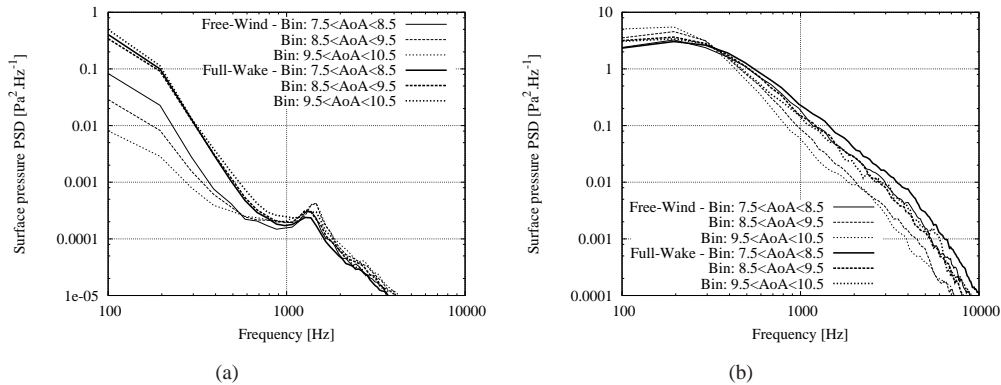 Surface pressure PSD [Pa².Hz⁻¹]
1
0.1
0.01
0.001
0.0001
1e-05
100
1000
10000
Frequency [Hz]
Free-Wind - Bin: 7.5<AoA<8.5
Bin: 8.5<AoA<9.5
Bin: 9.5<AoA<10.5
Full-Wake - Bin: 7.5<AoA<8.5
Bin: 8.5<AoA<9.5
Bin: 9.5<AoA<10.5
(a)
Surface pressure PSD [Pa².Hz⁻¹]
10
1
0.1
0.01
0.001
0.0001
100
1000
10000
Frequency [Hz]
Free-Wind - Bin: 7.5<AoA<8.5
Bin: 8.5<AoA<9.5
Bin: 9.5<AoA<10.5
Full-Wake - Bin: 7.5<AoA<8.5
Bin: 8.5<AoA<9.5
Bin: 9.5<AoA<10.5
(b)